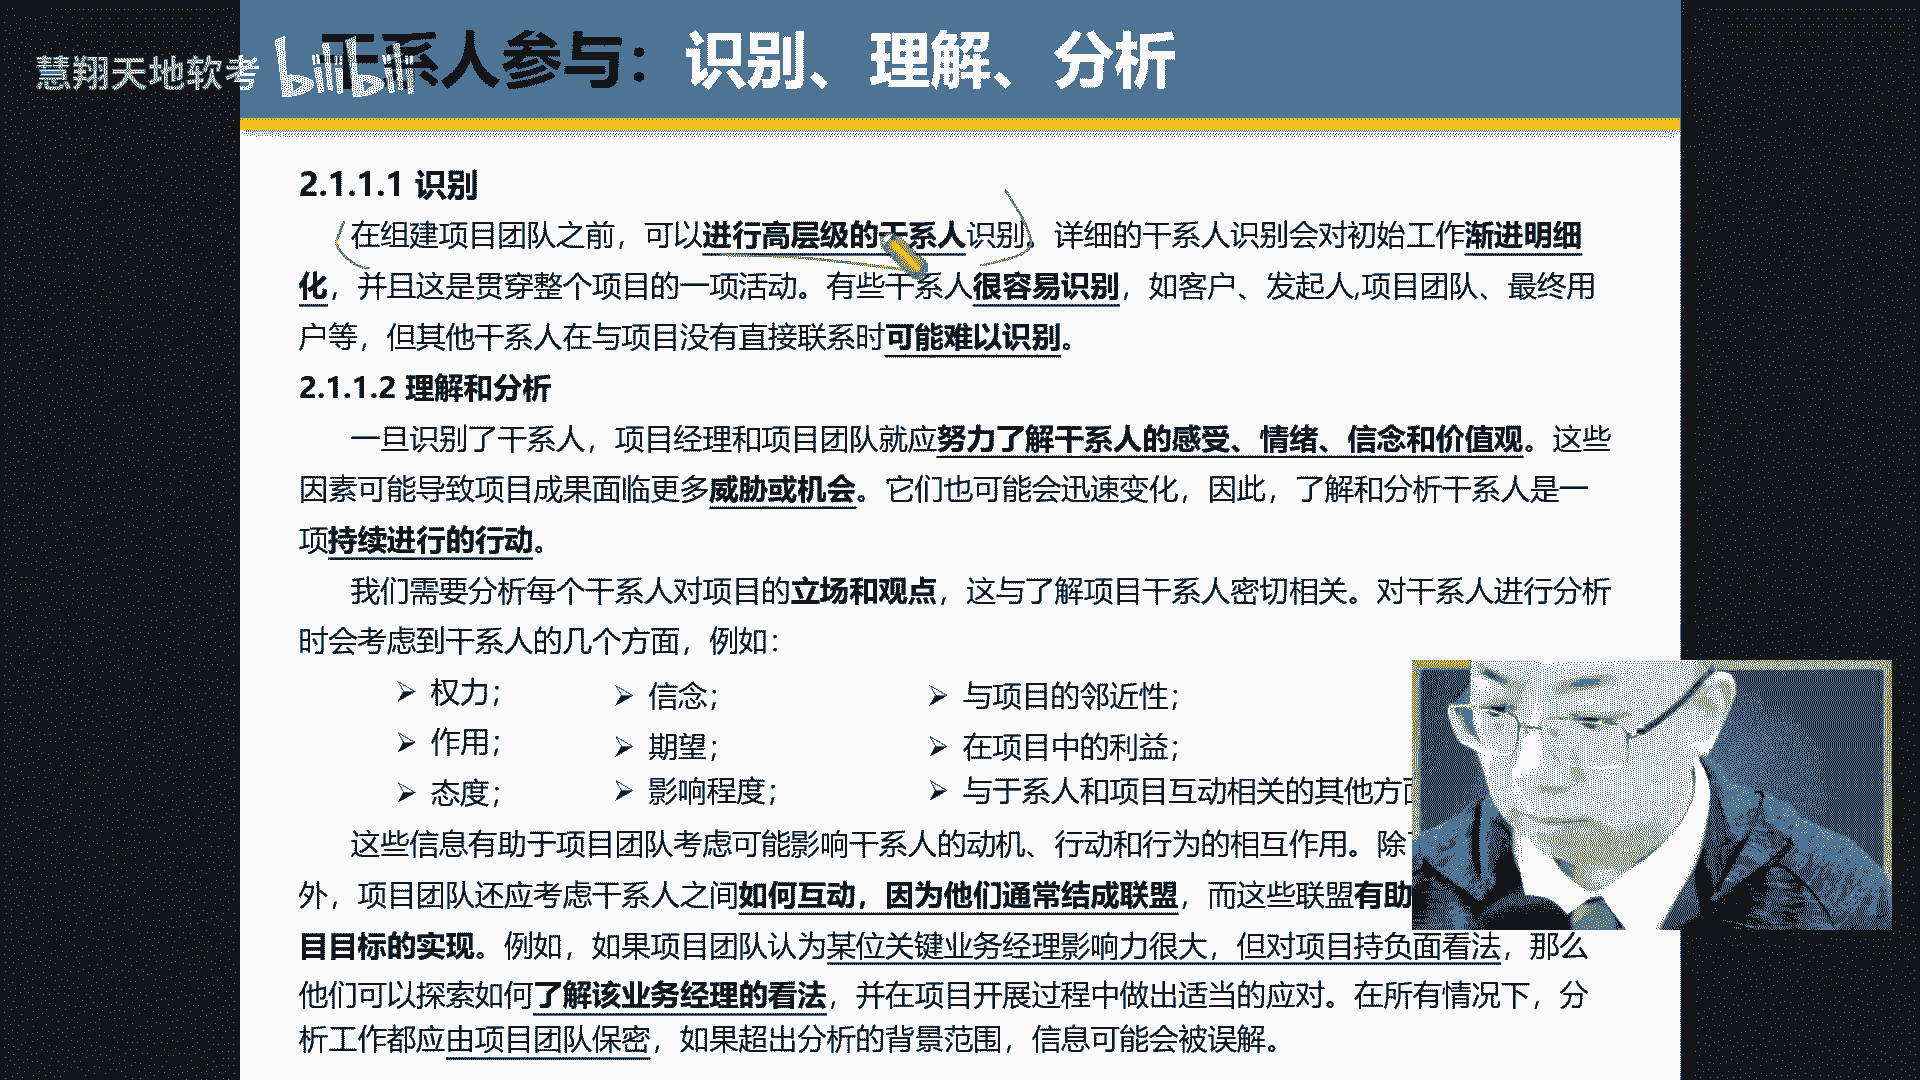 慧翔天地软考 bilibili
干系人参与：识别、理解、分析
2.1.1.1 识别
在组建项目团队之前，可以进行高层级的干系人识别。详细的干系人识别会对初始工作渐进明细
化，并且这是贯穿整个项目的一项活动。有些干系人很容易识别，如客户、发起人,项目团队、最终用
户等，但其他干系人在与项目没有直接联系时可能难以识别。
2.1.1.2 理解和分析
一旦识别了干系人，项目经理和项目团队就应努力了解干系人的感受、情绪、信念和价值观。这些
因素可能导致项目成果面临更多威胁或机会。它们也可能会迅速变化，因此，了解和分析干系人是一
项持续进行的行动。
我们需要分析每个干系人对项目的立场和观点，这与了解项目干系人密切相关。对干系人进行分析
时会考虑到干系人的几个方面，例如：
➢ 权力； ➢ 信念； ➢ 与项目的邻近性；
➢ 作用； ➢ 期望； ➢ 在项目中的利益；
➢ 态度； ➢ 影响程度； ➢ 与于系人和项目互动相关的其他方面
这些信息有助于项目团队考虑可能影响干系人的动机、行动和行为的相互作用。除
外，项目团队还应考虑干系人之间如何互动，因为他们通常结成联盟，而这些联盟有助
目目标的实现。例如，如果项目团队认为某位关键业务经理影响力很大，但对项目持负面看法，那么
他们可以探索如何了解该业务经理的看法，并在项目开展过程中做出适当的应对。在所有情况下，分
析工作都应由项目团队保密，如果超出分析的背景范围，信息可能会被误解。